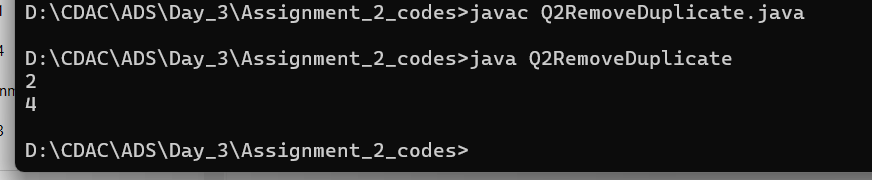 D:\CDAC\ADS\Day_3\Assignment_2_codes>javac Q2RemoveDuplicate.java
D:\CDAC\ADS\Day_3\Assignment_2_codes>java Q2RemoveDuplicate
2
4
D:\CDAC\ADS\Day_3\Assignment_2_codes>